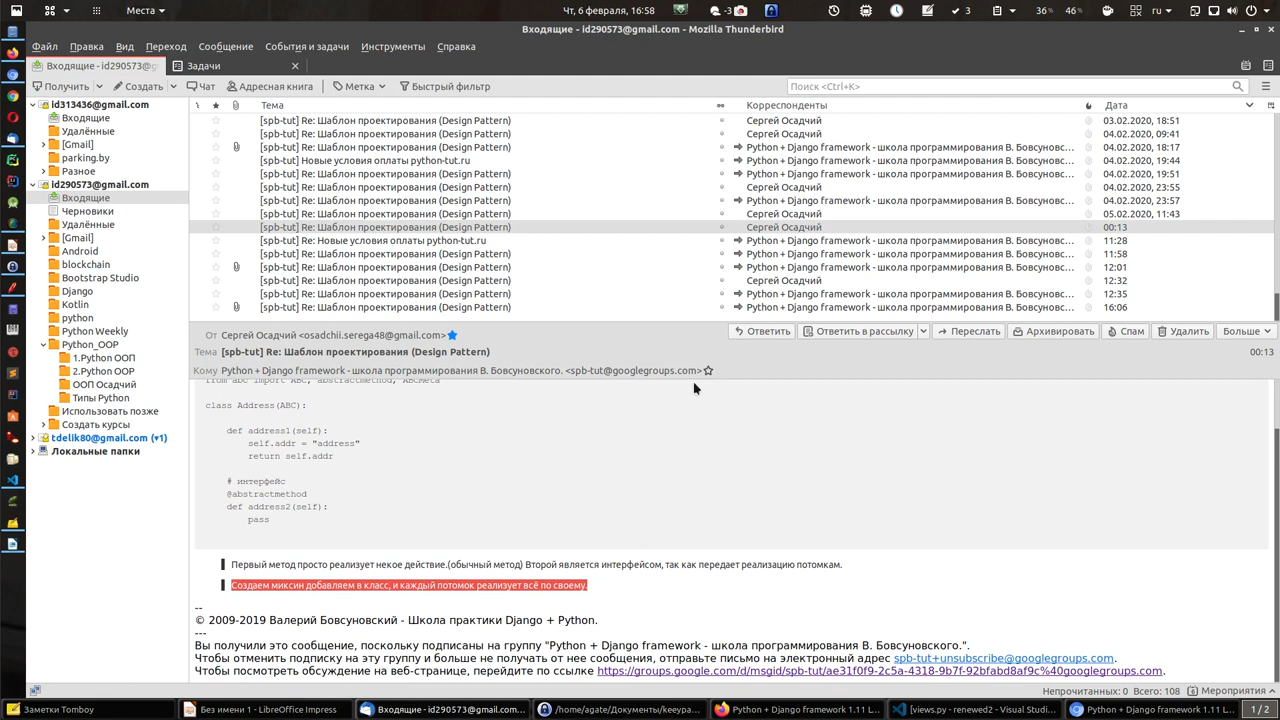 Места
Чт, 6 февраля, 16:58
-3
3
36%
46%
Входящие - id290573@gmail.com - Mozilla Thunderbird
Файл Правка Вид Переход Сообщение События и задачи Инструменты Справка
Входящие - id290573@g
Задачи
Получить Создать Чат Адресная книга Метка Быстрый фильтр Поиск <Ctrl+K>
id313436@gmail.com
Входящие
Удалённые
[Gmail]
parking.by
Разное
id290573@gmail.com
Входящие
Черновики
Удалённые
[Gmail]
Android
blockchain
Bootstrap Studio
Django
Kotlin
python
Python Weekly
Python_ООР
1.Python ООП
2.Python ООР
ООП Осадчий
Типы Python
Использовать позже
Создать курсы
tdelik80@gmail.com (▾1)
Локальные папки
Тема Корреспонденты Дата
[spb-tut] Re: Шаблон проектирования (Design Pattern) Сергей Осадчий 03.02.2020, 18:51
[spb-tut] Re: Шаблон проектирования (Design Pattern) Сергей Осадчий 04.02.2020, 09:41
[spb-tut] Re: Шаблон проектирования (Design Pattern) Python + Django framework - школа программирования В. Бовсуновс... 04.02.2020, 18:17
[spb-tut] Новые условия оплаты python-tut.ru Python + Django framework - школа программирования В. Бовсуновс... 04.02.2020, 19:44
[spb-tut] Re: Шаблон проектирования (Design Pattern) Python + Django framework - школа программирования В. Бовсуновс... 04.02.2020, 19:51
[spb-tut] Re: Шаблон проектирования (Design Pattern) Сергей Осадчий 04.02.2020, 23:55
[spb-tut] Re: Шаблон проектирования (Design Pattern) Python + Django framework - школа программирования В. Бовсуновс... 04.02.2020, 23:57
[spb-tut] Re: Шаблон проектирования (Design Pattern) Сергей Осадчий 05.02.2020, 11:43
[spb-tut] Re: Шаблон проектирования (Design Pattern) Сергей Осадчий 00:13
[spb-tut] Re: Новые условия оплаты python-tut.ru Python + Django framework - школа программирования В. Бовсуновс... 11:28
[spb-tut] Re: Шаблон проектирования (Design Pattern) Python + Django framework - школа программирования В. Бовсуновс... 11:58
[spb-tut] Re: Шаблон проектирования (Design Pattern) Python + Django framework - школа программирования В. Бовсуновс... 12:01
[spb-tut] Re: Шаблон проектирования (Design Pattern) Сергей Осадчий 12:32
[spb-tut] Re: Шаблон проектирования (Design Pattern) Python + Django framework - школа программирования В. Бовсуновс... 12:35
[spb-tut] Re: Шаблон проектирования (Design Pattern) Python + Django framework - школа программирования В. Бовсуновс... 16:06
Ответить Ответить в рассылку Переслать Архивировать Спам Удалить Больше
От Сергей Осадчий <osadchii.serega48@gmail.com>
Тема [spb-tut] Re: Шаблон проектирования (Design Pattern) 00:13
Кому Python + Django framework - школа программирования В. Бовсуновского. <spb-tut@googlegroups.com>
from abc import ABC, abstractmethod, ABCMeta
class Address(ABC):
def address1(self):
self.addr = "address"
return self.addr
# интерфейс
@abstractmethod
def address2(self):
pass
Первый метод просто реализует некое действие.(обычный метод) Второй является интерфейсом, так как передает реализацию потомкам.
Создаем миксин добавляем в класс, и каждый потомок реализует всё по своему.
--
© 2009-2019 Валерий Бовсуновский - Школа практики Django + Python.
---
Вы получили это сообщение, поскольку подписаны на группу "Python + Django framework - школа программирования В. Бовсуновского.".
Чтобы отменить подписку на эту группу и больше не получать от нее сообщения, отправьте письмо на электронный адрес spb-tut+unsubscribe@googlegroups.com.
Чтобы посмотреть обсуждение на веб-странице, перейдите по ссылке https://groups.google.com/d/msgid/spb-tut/ae31f0f9-2c5a-4318-9b7f-92bfabd8af9c%40googlegroups.com.
Непрочитанных: 0 Всего: 108 Мероприятия
Заметки Tomboy
Без имени 1 - LibreOffice Impress
Входящие - id290573@gmail.com...
/home/agate/Документы/keeypa...
Python + Django framework 1.11 L...
[views.py - renewed2 - Visual Studi...
Python + Django framework 1.11 L...
1 / 2